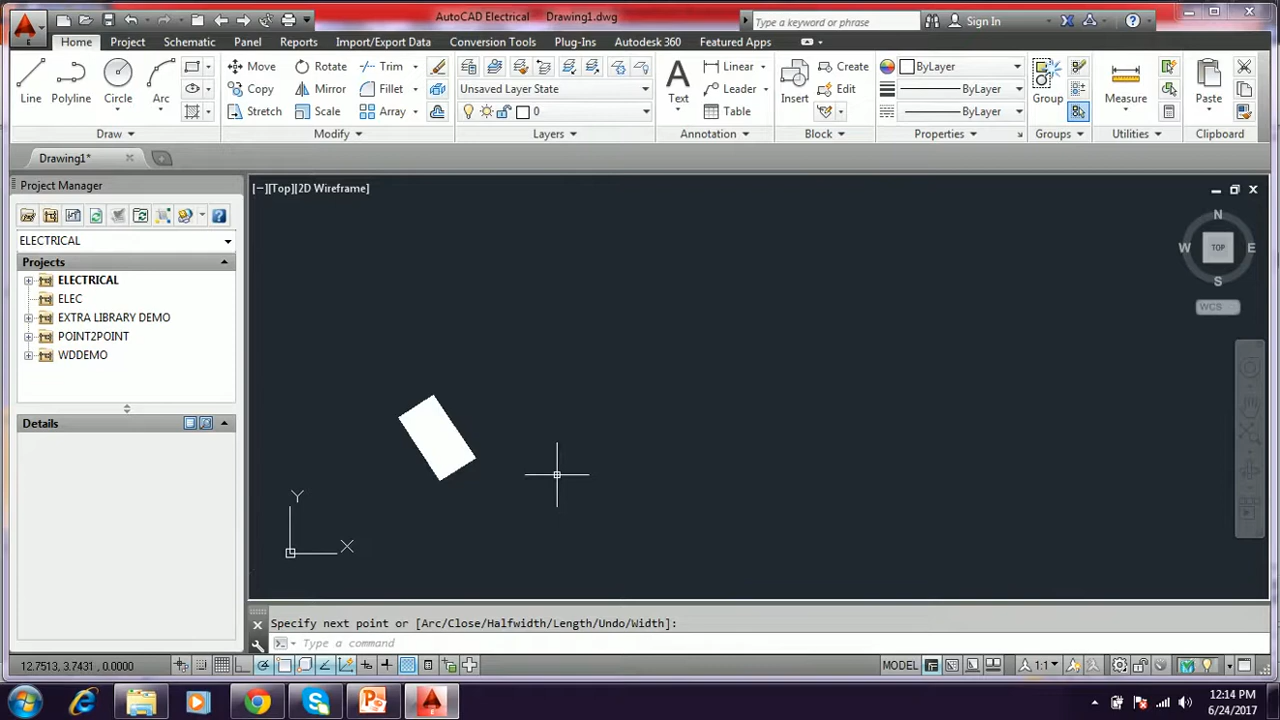 AutoCAD Electrical Drawing1.dwg
Type a keyword or phrase
Sign In
Home Project Schematic Panel Reports Import/Export Data Conversion Tools Plug-Ins Autodesk 360 Featured Apps
Line Polyline Circle Arc
Move Rotate Trim
Copy Mirror Fillet
Stretch Scale Array
Unsaved Layer State
0
Text
Linear
Leader
Table
Insert
Create
Edit
ByLayer
ByLayer
ByLayer
Group
Measure
Paste
Draw Modify Layers Annotation Block Properties Groups Utilities Clipboard
Drawing1*
Project Manager
ELECTRICAL
Projects
ELECTRICAL
ELEC
EXTRA LIBRARY DEMO
POINT2POINT
WDDEMO
Details
[−][Top][2D Wireframe]
N
W TOP E
S
WCS
Y
X
Specify next point or [Arc/Close/Halfwidth/Length/Undo/Width]:
Type a command
12.7513, 3.7431, 0.0000
MODEL
1:1
12:14 PM
6/24/2017